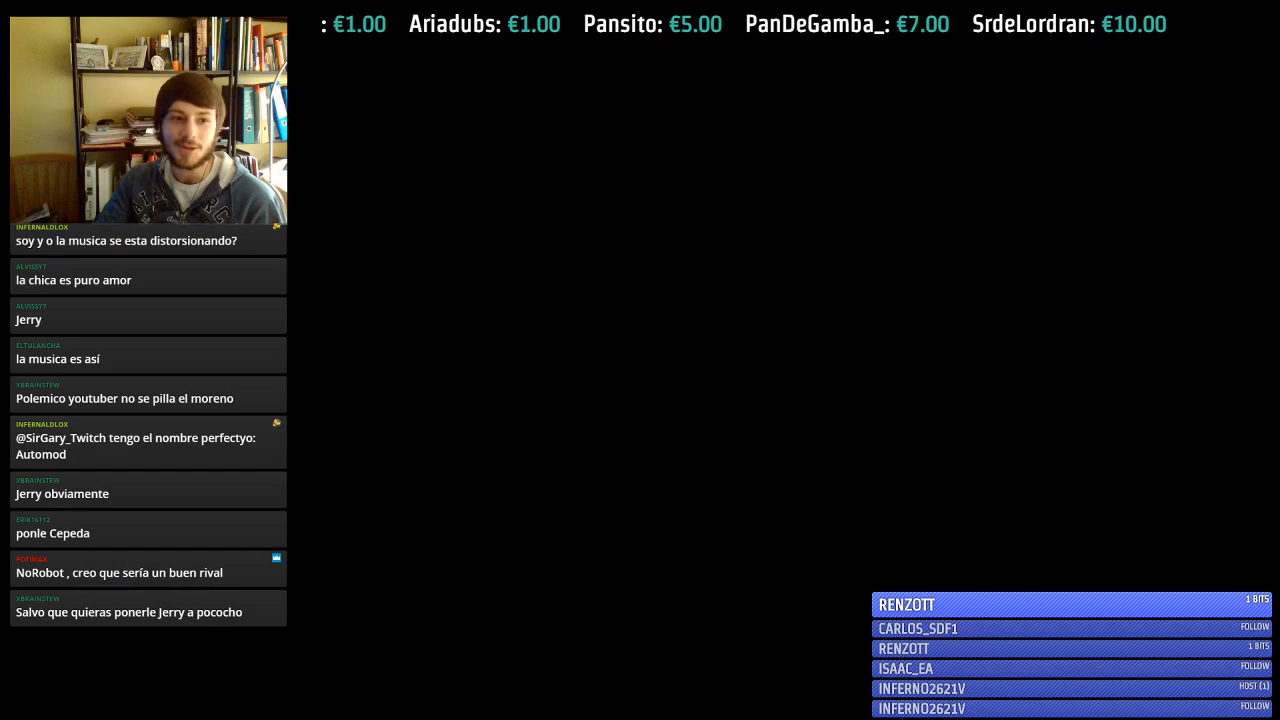 : €1.00 Ariadubs: €1.00 Pansito: €5.00 PanDeGamba_: €7.00 SrdeLordran: €10.00
INFERNALDLOX
soy y o la musica se esta distorsionando?
ALVISSYT
la chica es puro amor
ALVISSYT
Jerry
ELTULANCHA
la musica es así
XBRAINSTEW
Polemico youtuber no se pilla el moreno
INFERNALDLOX
@SirGary_Twitch tengo el nombre perfectyo:
Automod
XBRAINSTEW
Jerry obviamente
ERIK16112
ponle Cepeda
POTIMAX
NoRobot , creo que sería un buen rival
XBRAINSTEW
Salvo que quieras ponerle Jerry a pococho
RENZOTT 1 BITS
CARLOS_SDF1 FOLLOW
RENZOTT 1 BITS
ISAAC_EA FOLLOW
INFERNO2621V HOST (1)
INFERNO2621V FOLLOW